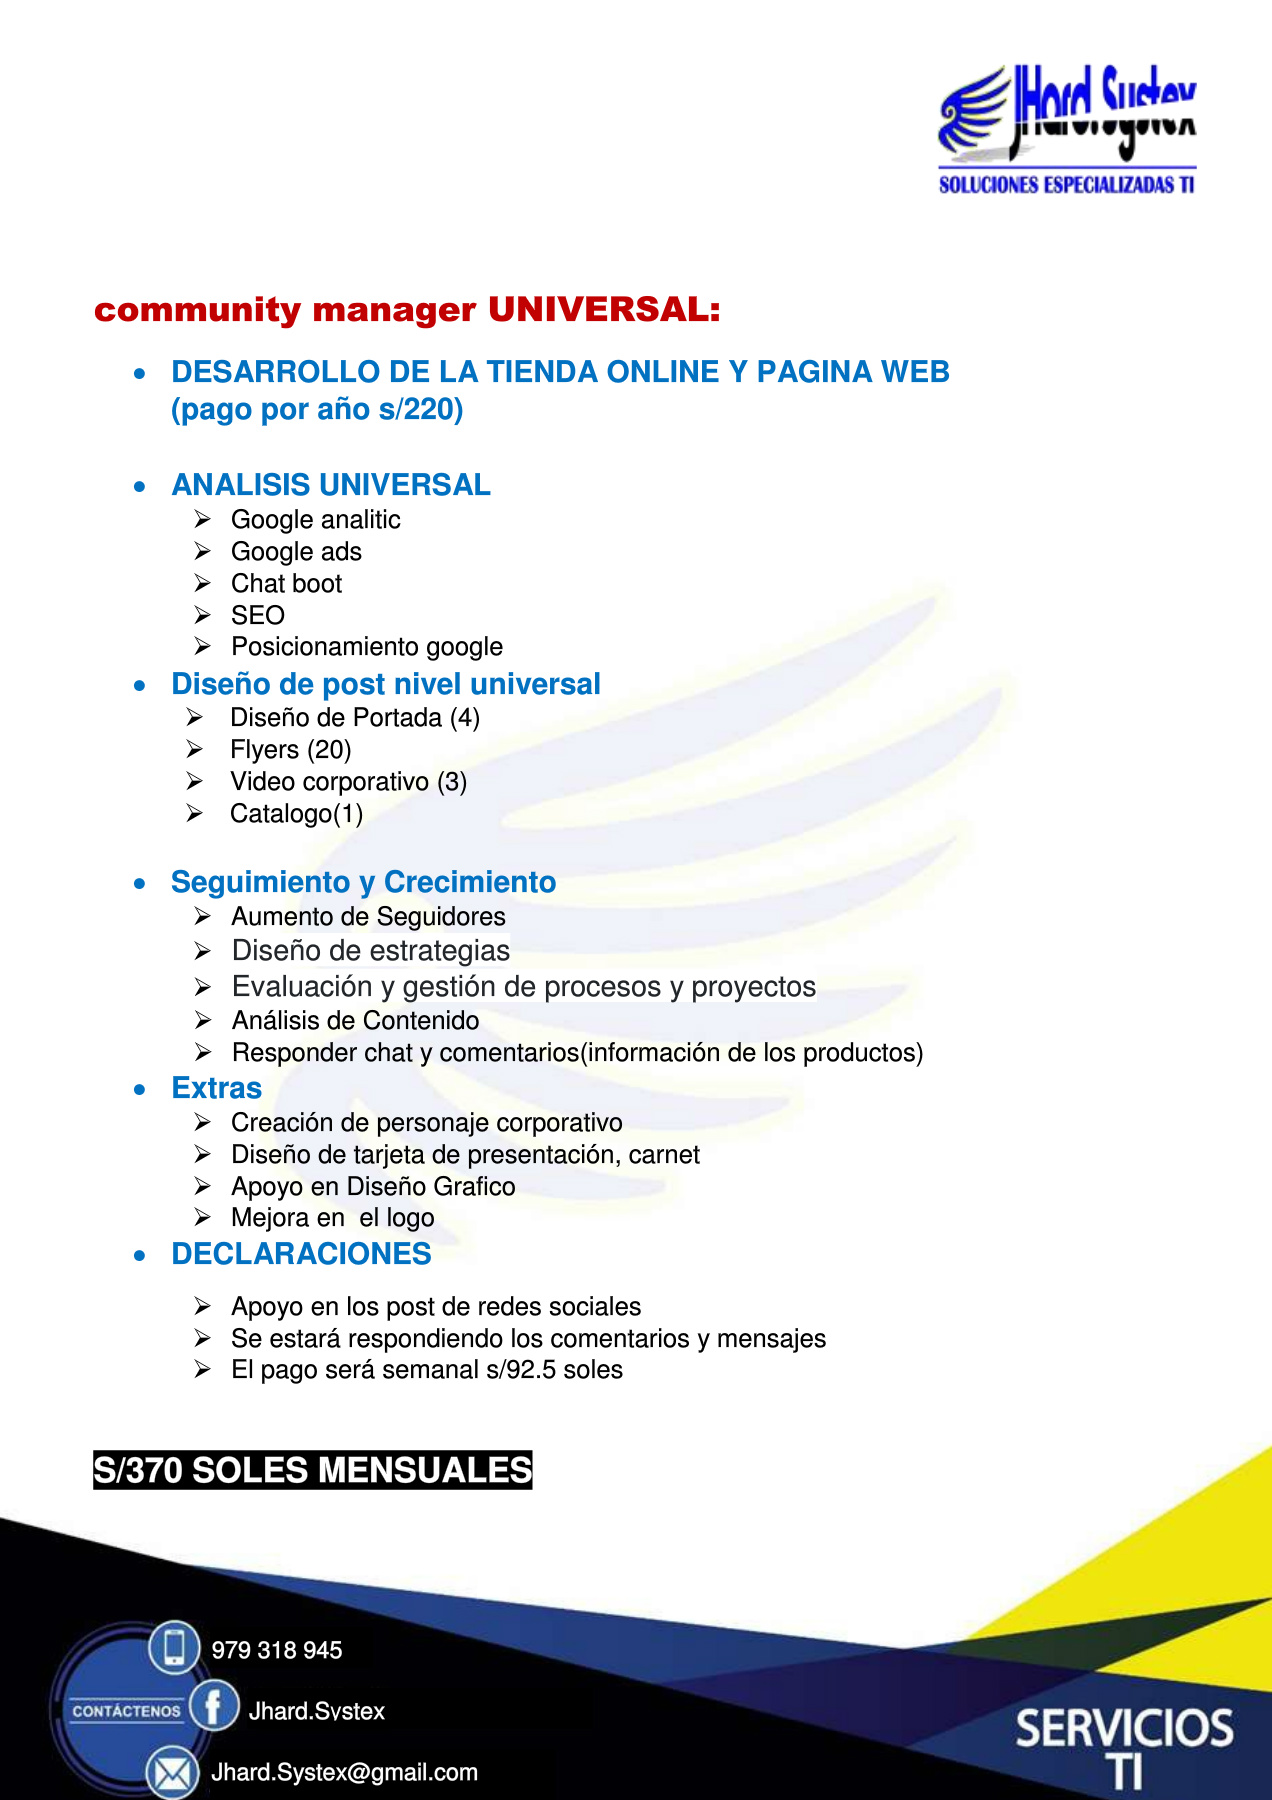 JHard Systex
SOLUCIONES ESPECIALIZADAS TI
community manager UNIVERSAL:
• DESARROLLO DE LA TIENDA ONLINE Y PAGINA WEB
(pago por año s/220)
• ANALISIS UNIVERSAL
➢ Google analitic
➢ Google ads
➢ Chat boot
➢ SEO
➢ Posicionamiento google
• Diseño de post nivel universal
➢ Diseño de Portada (4)
➢ Flyers (20)
➢ Video corporativo (3)
➢ Catalogo(1)
• Seguimiento y Crecimiento
➢ Aumento de Seguidores
➢ Diseño de estrategias
➢ Evaluación y gestión de procesos y proyectos
➢ Análisis de Contenido
➢ Responder chat y comentarios(información de los productos)
• Extras
➢ Creación de personaje corporativo
➢ Diseño de tarjeta de presentación, carnet
➢ Apoyo en Diseño Grafico
➢ Mejora en  el logo
• DECLARACIONES
➢ Apoyo en los post de redes sociales
➢ Se estará respondiendo los comentarios y mensajes
➢ El pago será semanal s/92.5 soles
S/370 SOLES MENSUALES
979 318 945
CONTÁCTENOS
Jhard.Systex
Jhard.Systex@gmail.com
SERVICIOS
TI